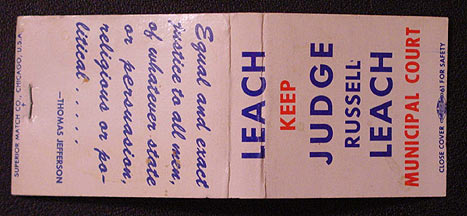 LEACH
KEEP
JUDGE
RUSSELL
LEACH
MUNICIPAL COURT
CLOSE COVER 61 FOR SAFETY
Equal and exact
justice to all men,
of whatever state
or persuasion,
religious or po-
litical . . . . .
—THOMAS JEFFERSON
SUPERIOR MATCH CO., CHICAGO, U.S.A.